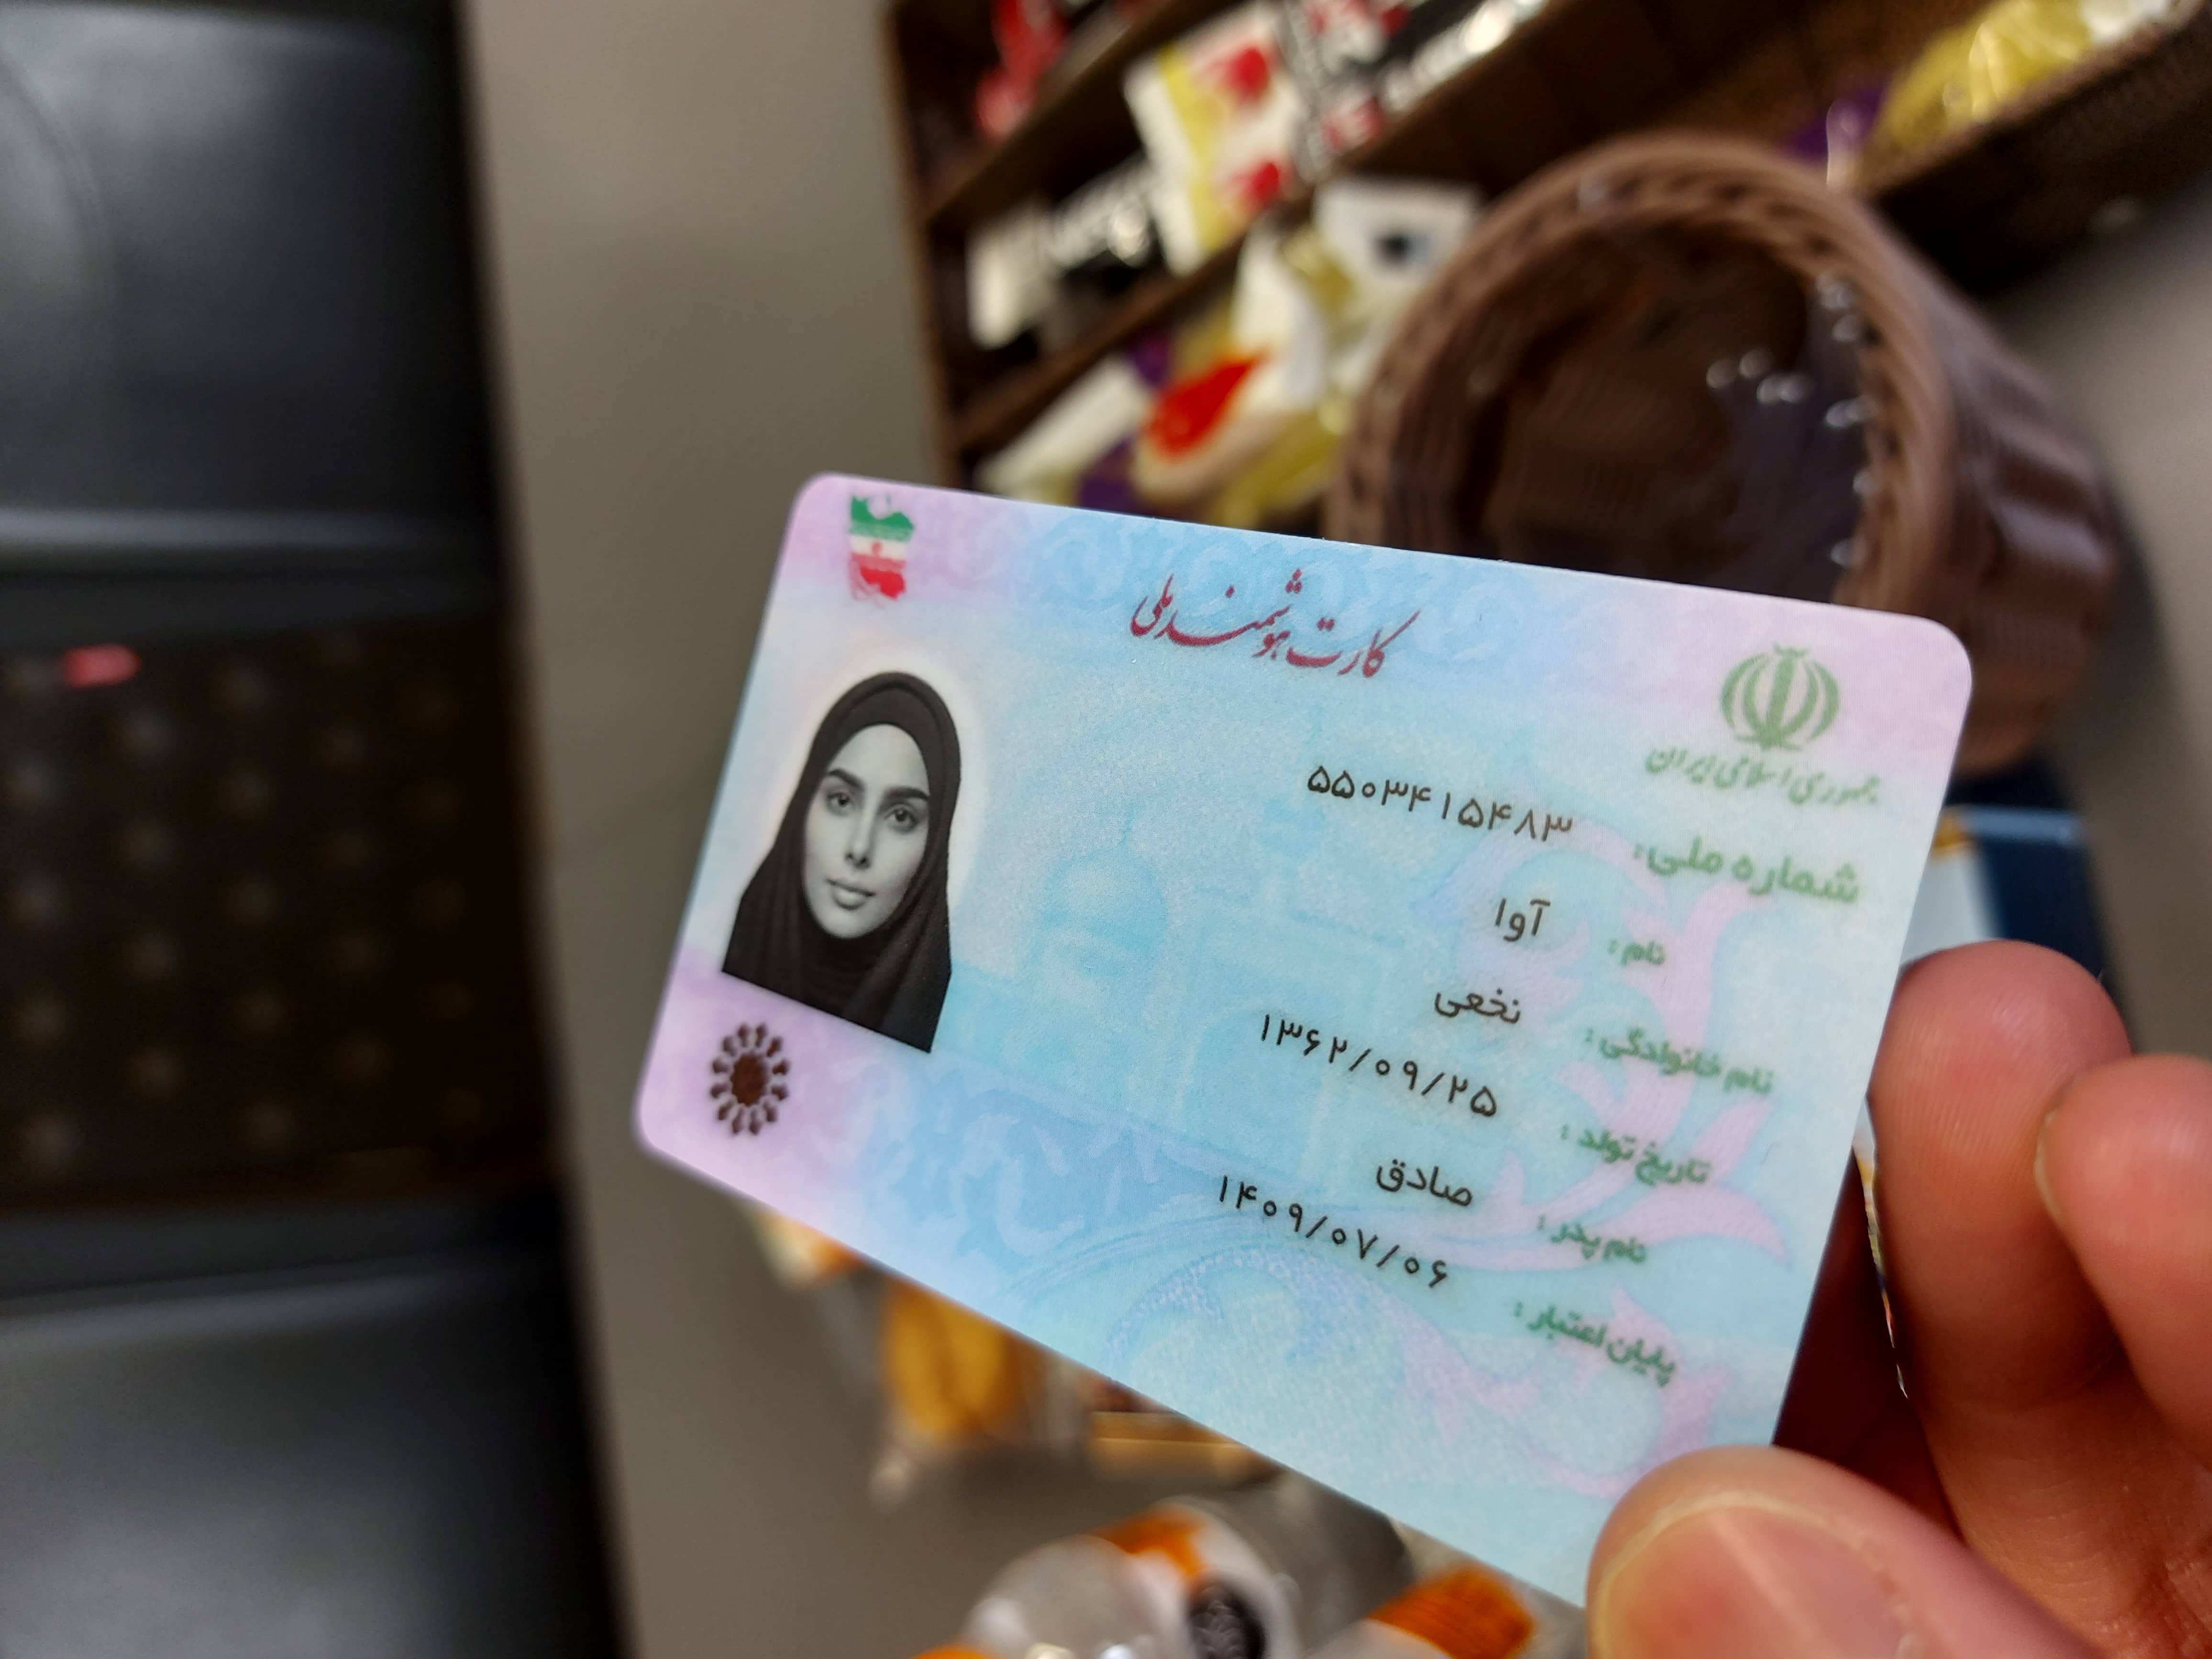 کارت هوشمند ملی
جمهوری اسلامی ایران
شماره ملی: ۵۵۰۳۴۱۵۴۸۳
نام: آوا
نام خانوادگی: نخعی
تاریخ تولد: ۱۳۶۲/۰۹/۲۵
نام پدر: صادق
پایان اعتبار: ۱۴۰۹/۰۷/۰۶